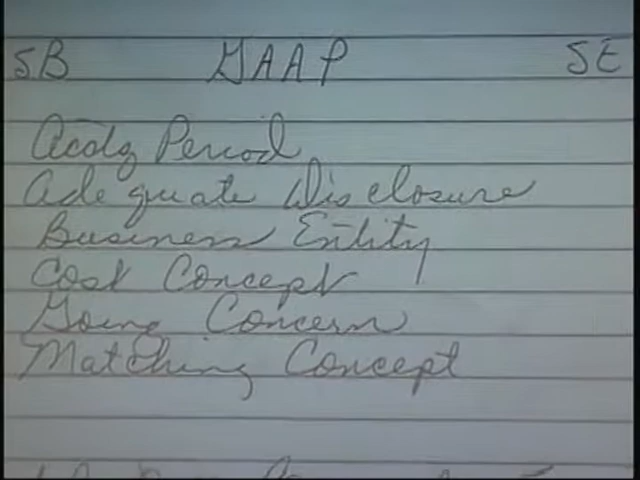 SB GAAP SE
Acctg Period
Adequate Disclosure
Business Entity
Cost Concept
Going Concern
Matching Concept